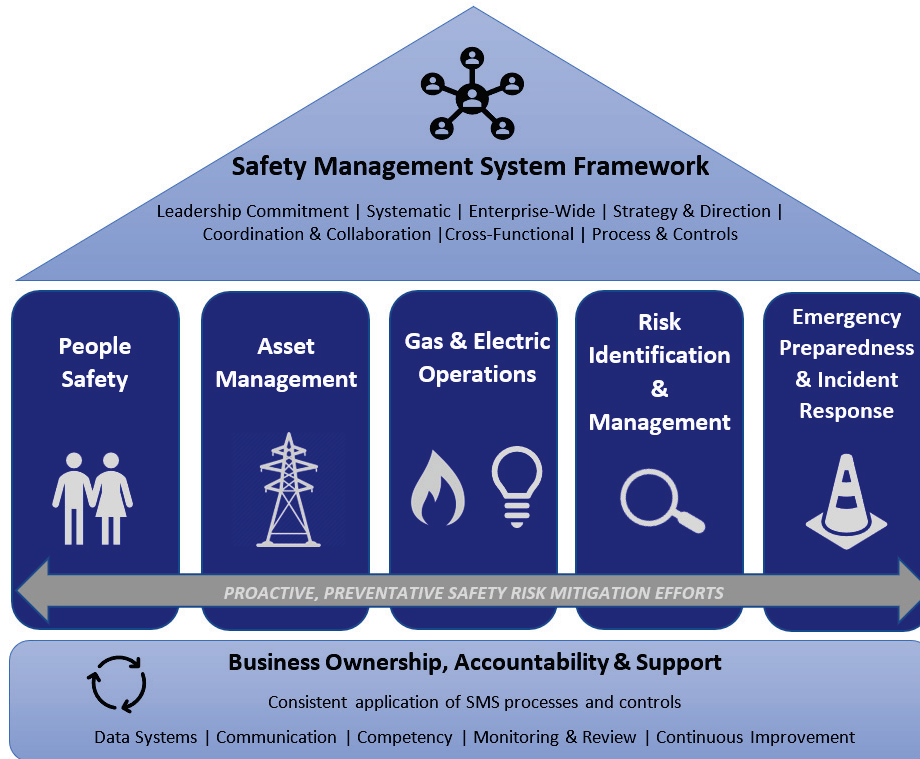 Safety Management System Framework
Leadership Commitment | Systematic | Enterprise-Wide | Strategy & Direction |
Coordination & Collaboration |Cross-Functional | Process & Controls
People
Safety
Asset
Management
Gas & Electric
Operations
Risk
Identification
&
Management
Emergency
Preparedness
& Incident
Response
PROACTIVE, PREVENTATIVE SAFETY RISK MITIGATION EFFORTS
Business Ownership, Accountability & Support
Consistent application of SMS processes and controls
Data Systems | Communication | Competency | Monitoring & Review | Continuous Improvement